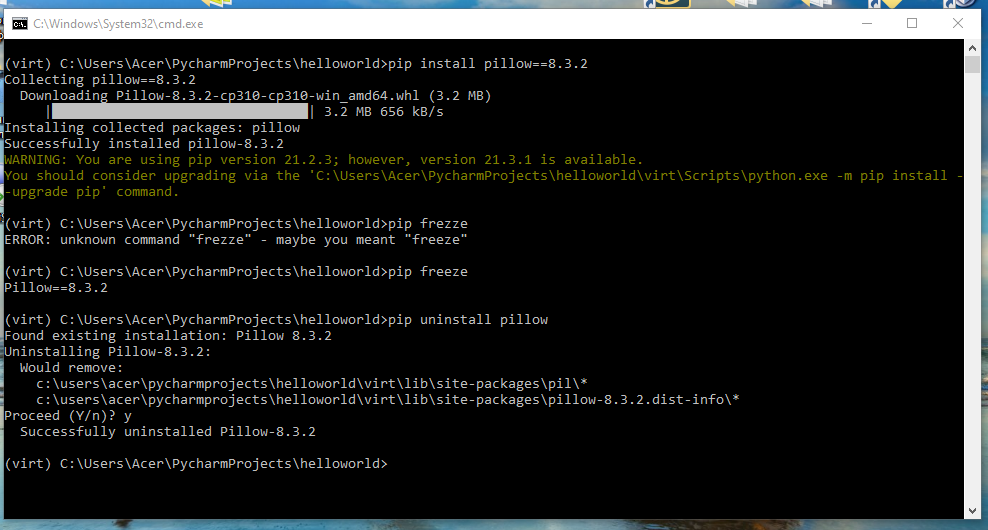 C:\Windows\System32\cmd.exe
(virt) C:\Users\Acer\PycharmProjects\helloworld>pip install pillow==8.3.2
Collecting pillow==8.3.2
  Downloading Pillow-8.3.2-cp310-cp310-win_amd64.whl (3.2 MB)
     |████████████████████████████████| 3.2 MB 656 kB/s
Installing collected packages: pillow
Successfully installed pillow-8.3.2
WARNING: You are using pip version 21.2.3; however, version 21.3.1 is available.
You should consider upgrading via the 'C:\Users\Acer\PycharmProjects\helloworld\virt\Scripts\python.exe -m pip install -
-upgrade pip' command.
(virt) C:\Users\Acer\PycharmProjects\helloworld>pip frezze
ERROR: unknown command "frezze" - maybe you meant "freeze"
(virt) C:\Users\Acer\PycharmProjects\helloworld>pip freeze
Pillow==8.3.2
(virt) C:\Users\Acer\PycharmProjects\helloworld>pip uninstall pillow
Found existing installation: Pillow 8.3.2
Uninstalling Pillow-8.3.2:
  Would remove:
    c:\users\acer\pycharmprojects\helloworld\virt\lib\site-packages\pil\*
    c:\users\acer\pycharmprojects\helloworld\virt\lib\site-packages\pillow-8.3.2.dist-info\*
Proceed (Y/n)? y
  Successfully uninstalled Pillow-8.3.2
(virt) C:\Users\Acer\PycharmProjects\helloworld>